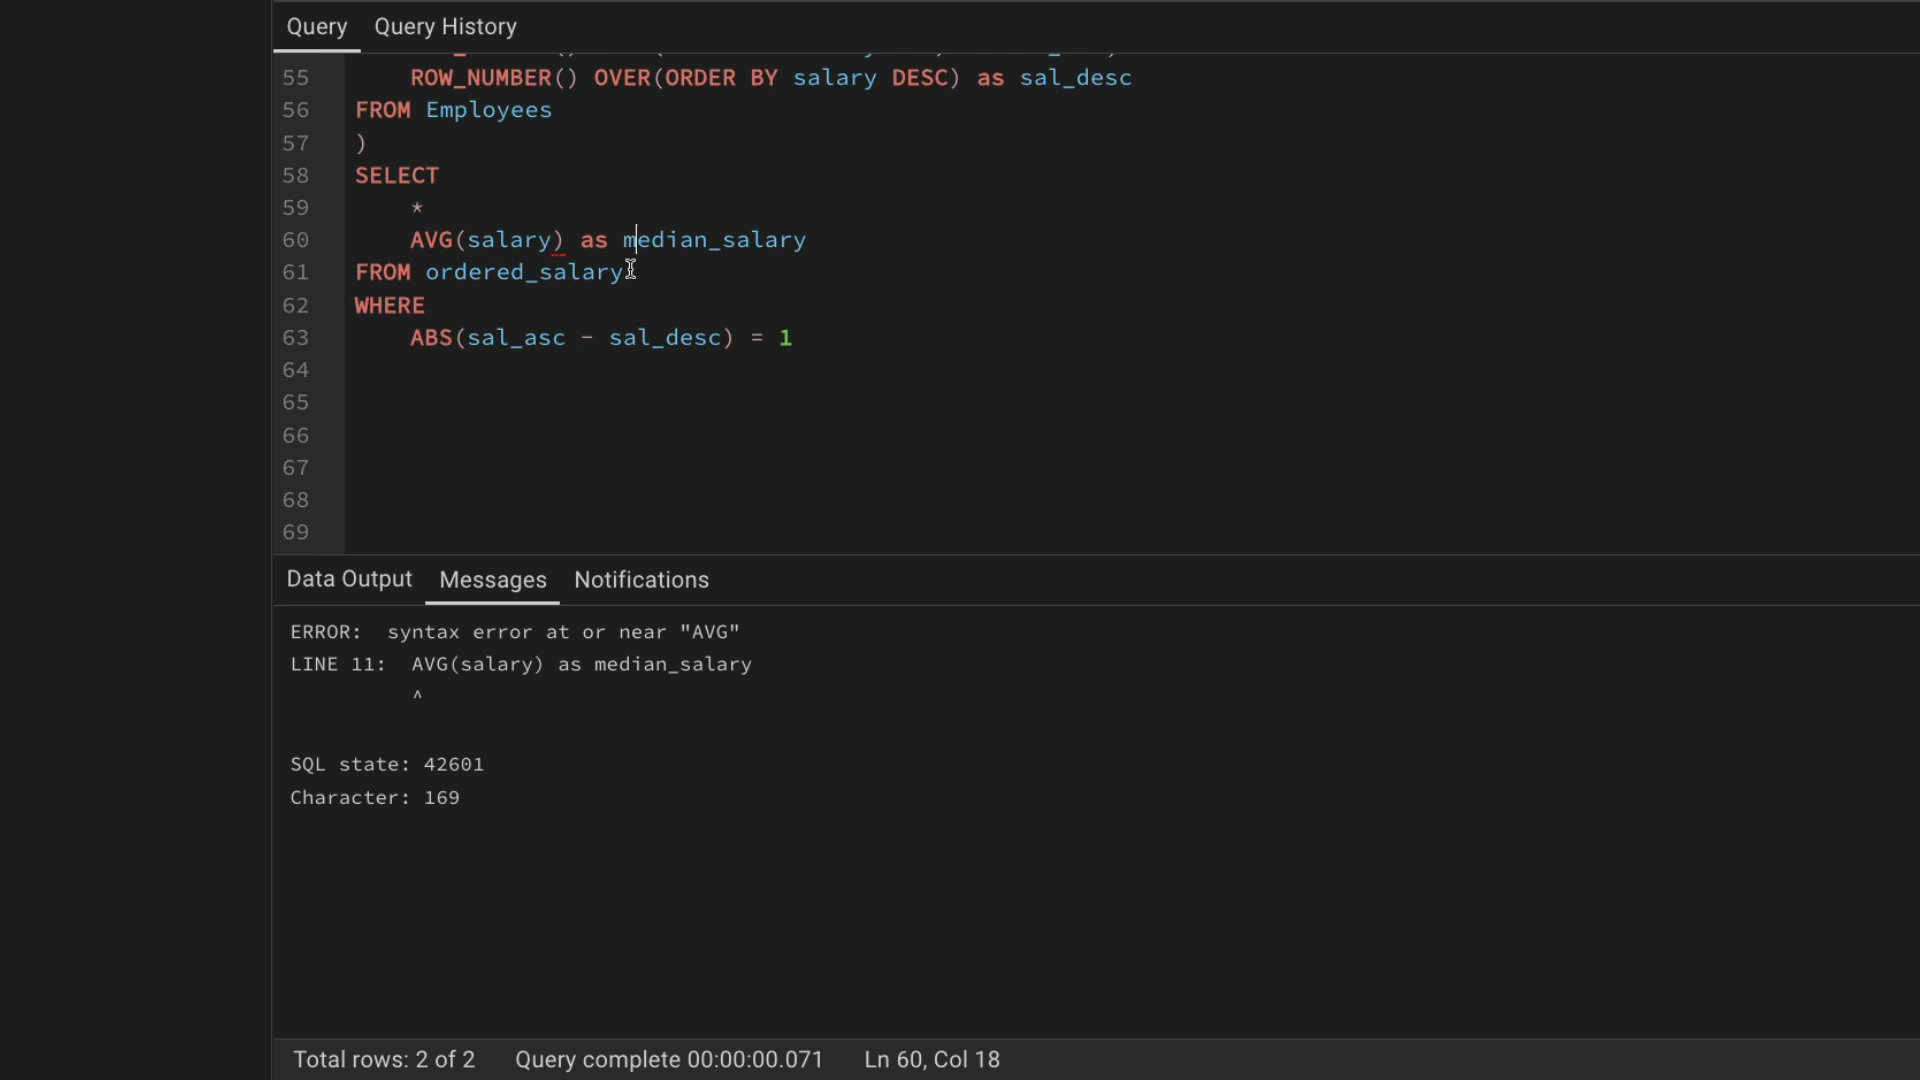 Query Query History
55 ROW_NUMBER() OVER(ORDER BY salary DESC) as sal_desc
56 FROM Employees
57 )
58 SELECT
59 *
60 AVG(salary) as median_salary
61 FROM ordered_salary
62 WHERE
63 ABS(sal_asc - sal_desc) = 1
64
65
66
67
68
69
Data Output Messages Notifications
ERROR: syntax error at or near "AVG"
LINE 11: AVG(salary) as median_salary
^
SQL state: 42601
Character: 169
Total rows: 2 of 2 Query complete 00:00:00.071 Ln 60, Col 18